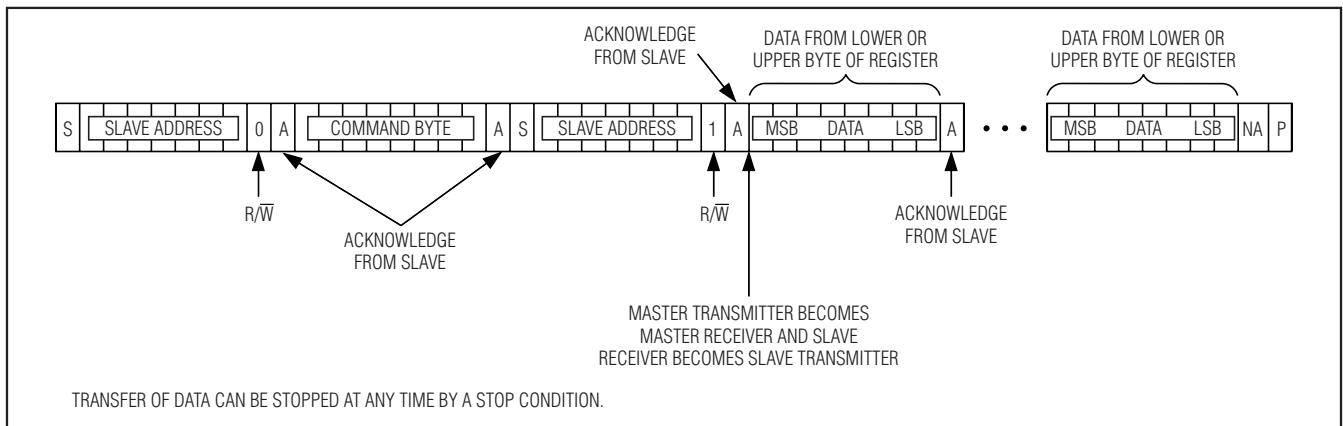 ACKNOWLEDGE
FROM SLAVE
DATA FROM LOWER OR
UPPER BYTE OF REGISTER
DATA FROM LOWER OR
UPPER BYTE OF REGISTER
S SLAVE ADDRESS 0 A COMMAND BYTE A S SLAVE ADDRESS 1 A MSB DATA LSB A • • • MSB DATA LSB NA P
R/W̅
ACKNOWLEDGE
FROM SLAVE
R/W̅
ACKNOWLEDGE
FROM SLAVE
MASTER TRANSMITTER BECOMES
MASTER RECEIVER AND SLAVE
RECEIVER BECOMES SLAVE TRANSMITTER
TRANSFER OF DATA CAN BE STOPPED AT ANY TIME BY A STOP CONDITION.